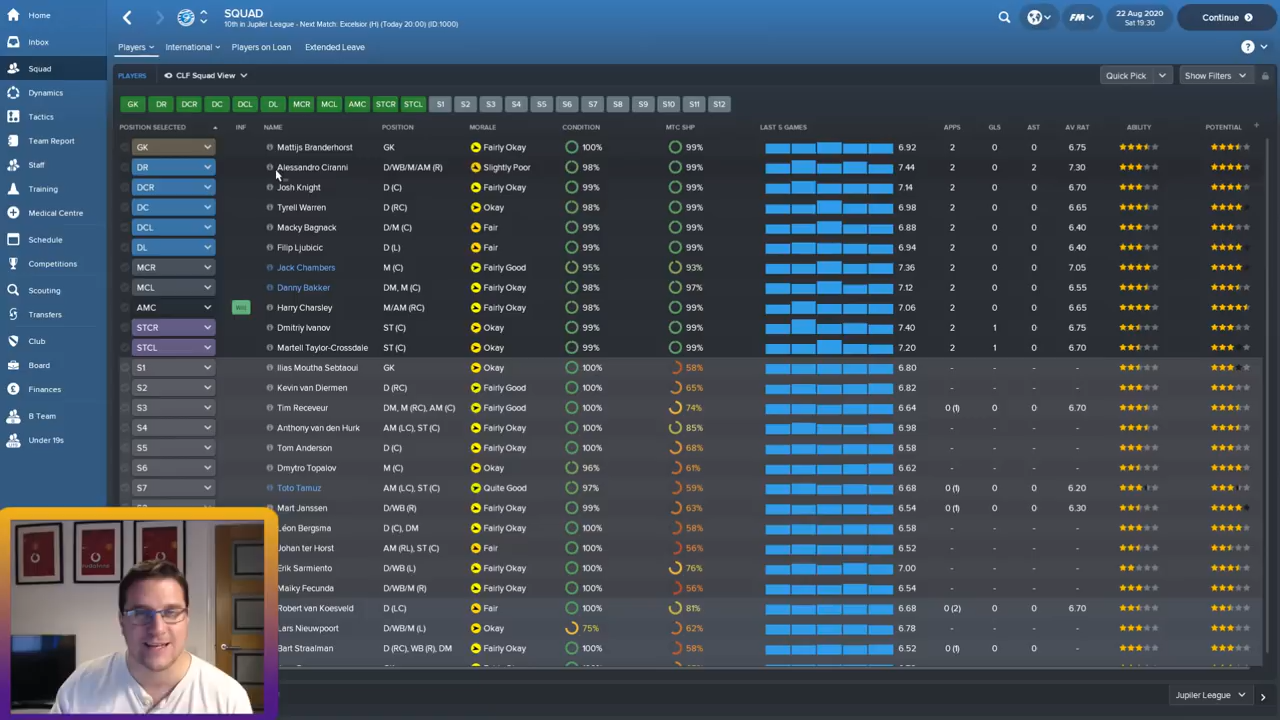 Home
SQUAD
10th in Jupiler League - Next Match: Excelsior (H) (Today 20:00) (ID:1000)
FM
22 Aug 2020
Sat 19:30
Continue
Inbox
Squad
Dynamics
Tactics
Team Report
Staff
Training
Medical Centre
Schedule
Competitions
Scouting
Transfers
Club
Board
Finances
B Team
Under 19s
Players International Players on Loan Extended Leave
?
PLAYERS CLF Squad View Quick Pick Show Filters
GK DR DCR DC DCL DL MCR MCL AMC STCR STCL S1 S2 S3 S4 S5 S6 S7 S8 S9 S10 S11 S12
POSITION SELECTED INF NAME POSITION MORALE CONDITION MTC SHP LAST 5 GAMES APPS GLS AST AV RAT ABILITY POTENTIAL
GK Mattijs Branderhorst GK Fairly Okay 100% 99% 6.92 2 0 0 6.75
DR Alessandro Ciranni D/WB/M/AM (R) Slightly Poor 98% 99% 7.44 2 0 2 7.30
DCR Josh Knight D (C) Fairly Okay 99% 99% 7.14 2 0 0 6.70
DC Tyrell Warren D (RC) Okay 98% 99% 6.98 2 0 0 6.65
DCL Macky Bagnack D/M (C) Fair 99% 99% 6.88 2 0 0 6.40
DL Filip Ljubicic D (L) Fair 99% 99% 6.94 2 0 0 6.40
MCR Jack Chambers M (C) Fairly Good 95% 93% 7.36 2 0 0 7.05
MCL Danny Bakker DM, M (C) Fairly Good 98% 97% 7.12 2 0 0 6.55
AMC Wnt Harry Charsley M/AM (RC) Fairly Okay 98% 99% 7.06 2 0 0 6.65
STCR Dmitriy Ivanov ST (C) Okay 99% 99% 7.40 2 1 0 6.75
STCL Martell Taylor-Crossdale ST (C) Okay 99% 99% 7.20 2 1 0 6.70
S1 Ilias Moutha Sebtaoui GK Okay 100% 58% 6.80 - - - -
S2 Kevin van Diermen D (RC) Fairly Good 100% 65% 6.82 - - - -
S3 Tim Receveur DM, M (RC), AM (C) Fairly Good 100% 74% 6.64 0 (1) 0 0 6.70
S4 Anthony van den Hurk AM (LC), ST (C) Fairly Okay 100% 85% 6.98 - - - -
S5 Tom Anderson D (C) Fairly Okay 100% 68% 6.62 - - - -
S6 Dmytro Topalov M (C) Okay 96% 61% 6.62 - - - -
S7 Toto Tamuz AM (LC), ST (C) Quite Good 97% 59% 6.68 0 (1) 0 0 6.20
Mart Janssen D/WB (R) Fairly Okay 99% 63% 6.54 0 (1) 0 0 6.30
Léon Bergsma D (C), DM Fairly Okay 100% 58% 6.58 - - - -
Johan ter Horst AM (RL), ST (C) Fair 100% 56% 6.52 - - - -
Erik Sarmiento D/WB (L) Fairly Okay 100% 76% 7.00 - - - -
Maiky Fecunda D/WB/M (R) Fairly Okay 100% 56% 6.54 - - - -
Robert van Koesveld D (LC) Fair 100% 81% 6.68 0 (2) 0 0 6.70
Lars Nieuwpoort D/WB/M (L) Okay 75% 62% 6.78 - - - -
Bart Straalman D (RC), WB (R), DM Fairly Okay 100% 58% 6.52 - - - -
Jupiler League